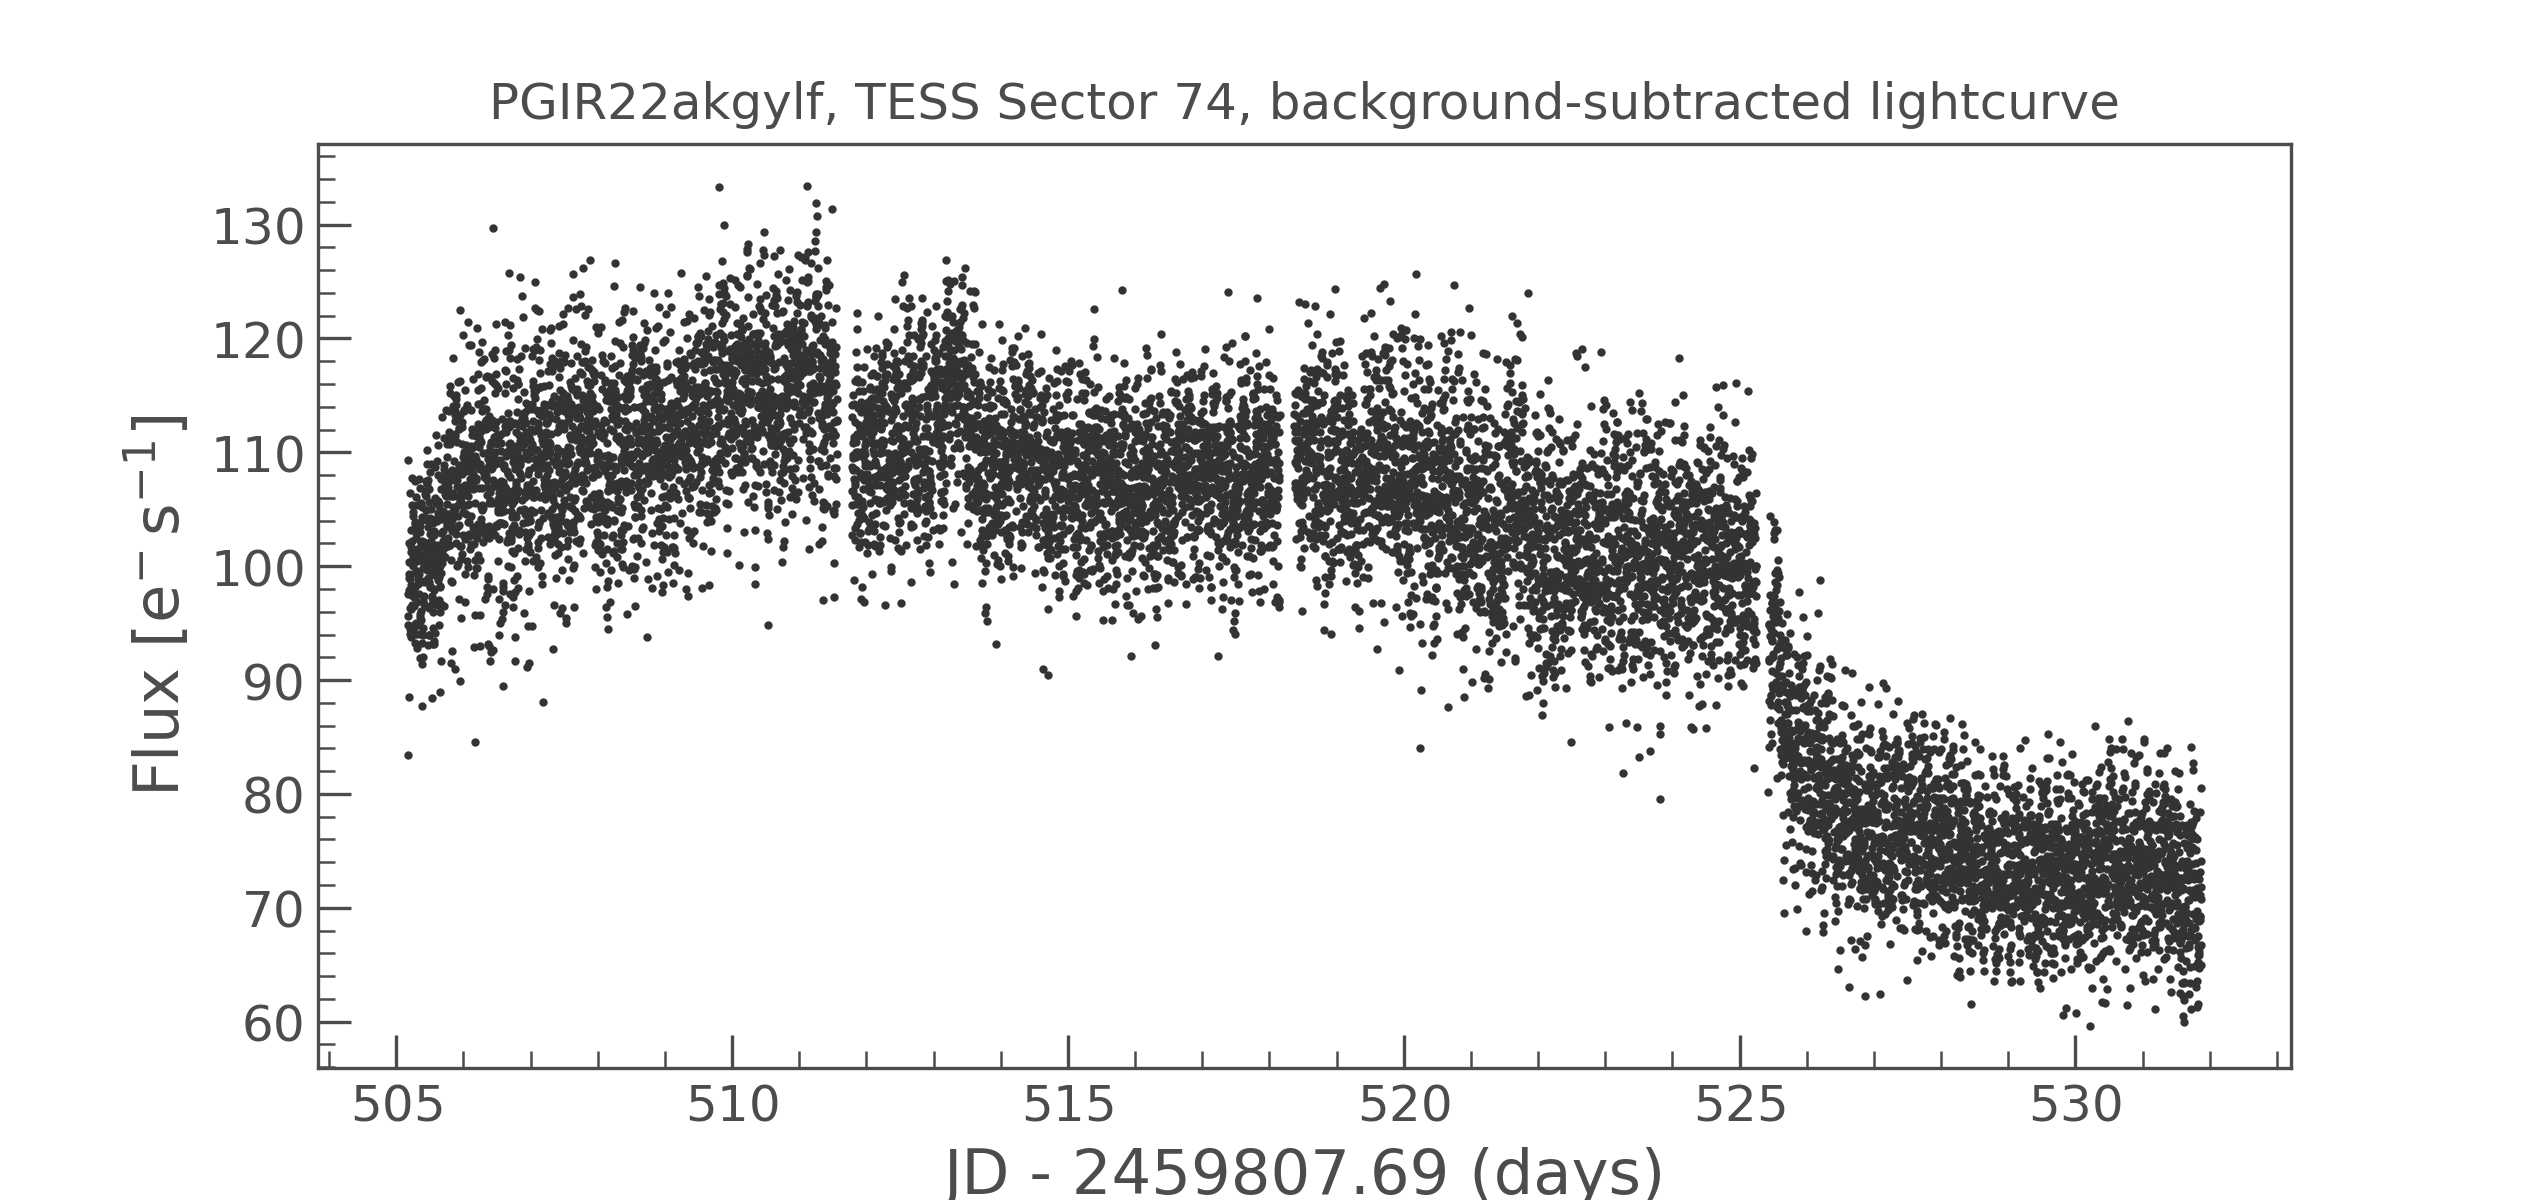 PGIR22akgylf, TESS Sector 74, background-subtracted lightcurve
Flux [e⁻ s⁻¹]
130
120
110
100
90
80
70
60
505 510 515 520 525 530
JD - 2459807.69 (days)